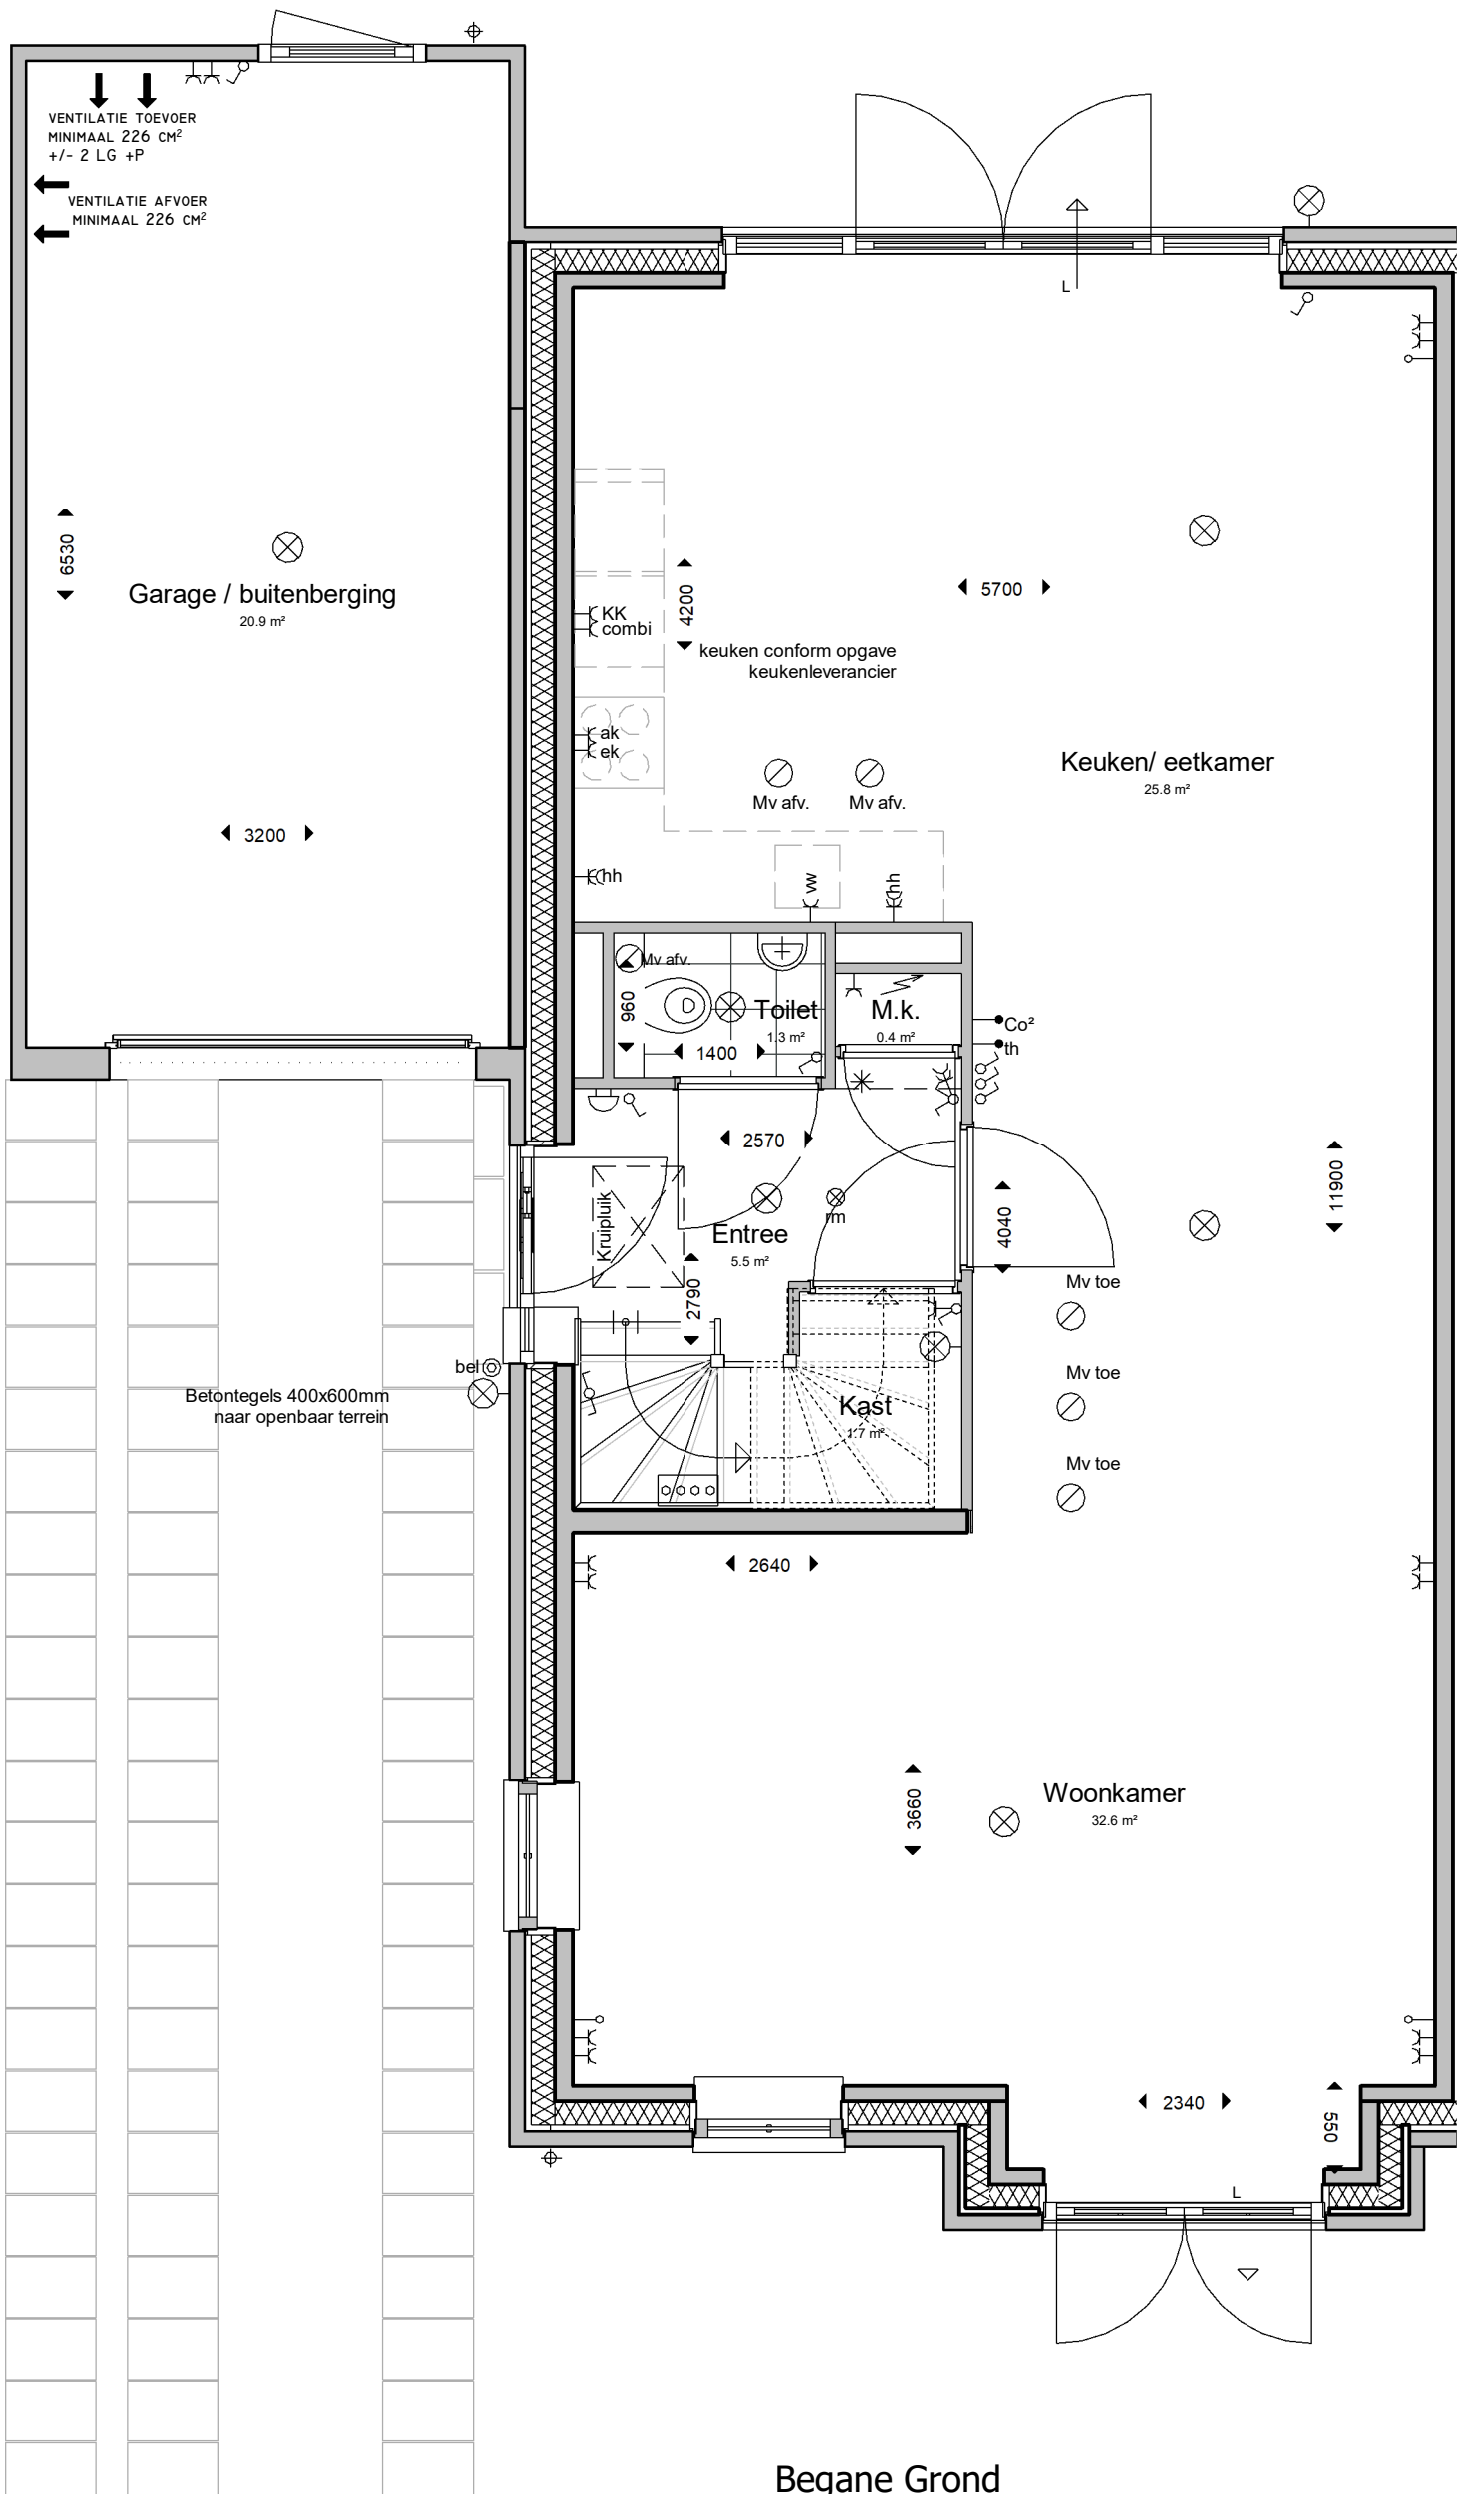 VENTILATIE TOEVOER
MINIMAAL 226 CM²
+/- 2 LG +P
VENTILATIE AFVOER
MINIMAAL 226 CM²
L
6530
Garage / buitenberging
20.9 m²
3200
KK
combi
4200
5700
keuken conform opgave
keukenleverancier
ak
ek
Keuken/ eetkamer
25.8 m²
Mv afv.
Mv afv.
hh
vw
hh
Mv afv.
960
Toilet
1.3 m²
1400
M.k.
0.4 m²
Co²
th
2570
11900
Kruipluik
rm
Entree
5.5 m²
4040
2790
Mv toe
bel
Mv toe
Betontegels 400x600mm
naar openbaar terrein
Kast
1.7 m²
Mv toe
2640
3660
Woonkamer
32.6 m²
2340
550
L
Begane Grond